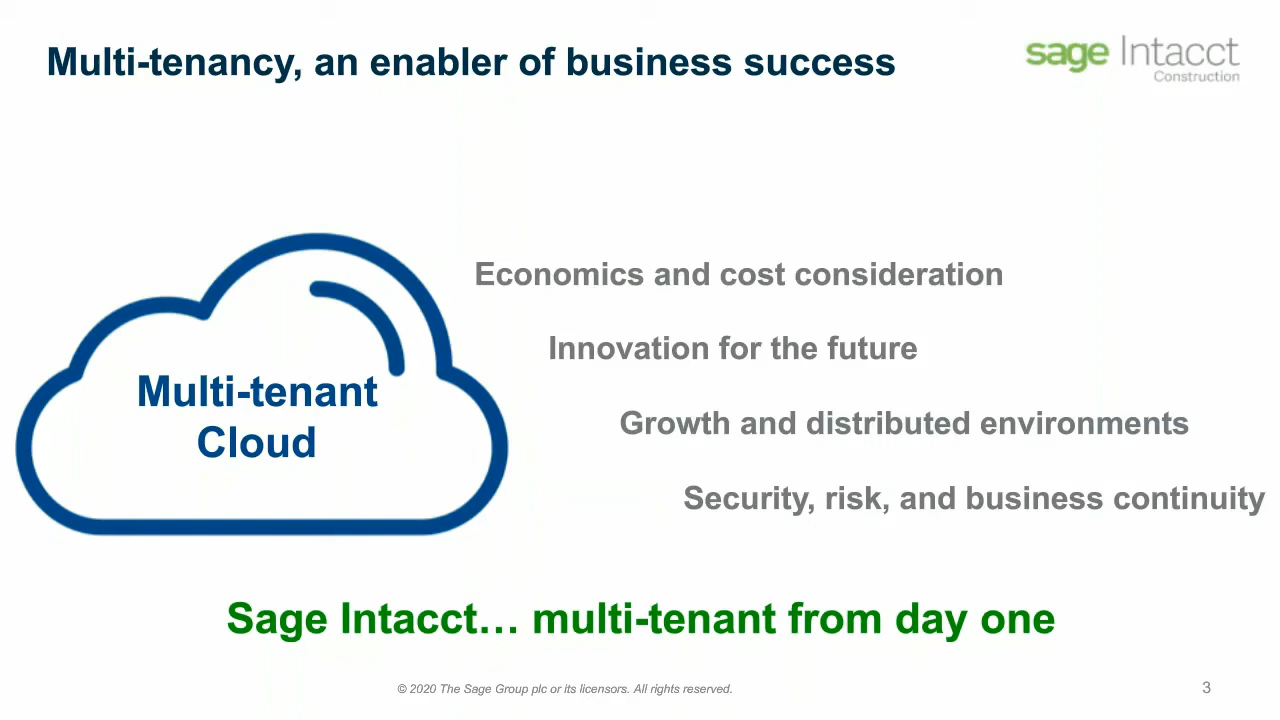 Multi-tenancy, an enabler of business success
sage Intacct
Construction
Economics and cost consideration
Innovation for the future
Multi-tenant
Cloud
Growth and distributed environments
Security, risk, and business continuity
Sage Intacct… multi-tenant from day one
© 2020 The Sage Group plc or its licensors. All rights reserved.
3